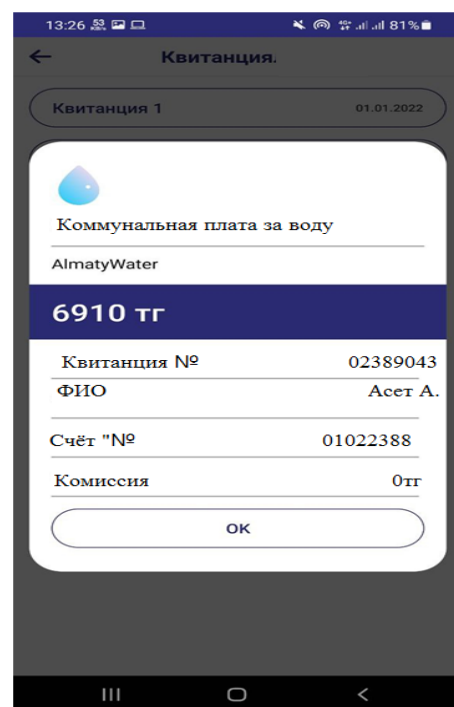 13:26 81%
Квитанция.
Квитанция 1 01.01.2022
Коммунальная плата за воду
AlmatyWater
6910 тг
Квитанция № 02389043
ФИО Асет А.
Счёт "№ 01022388
Комиссия 0тг
ОК